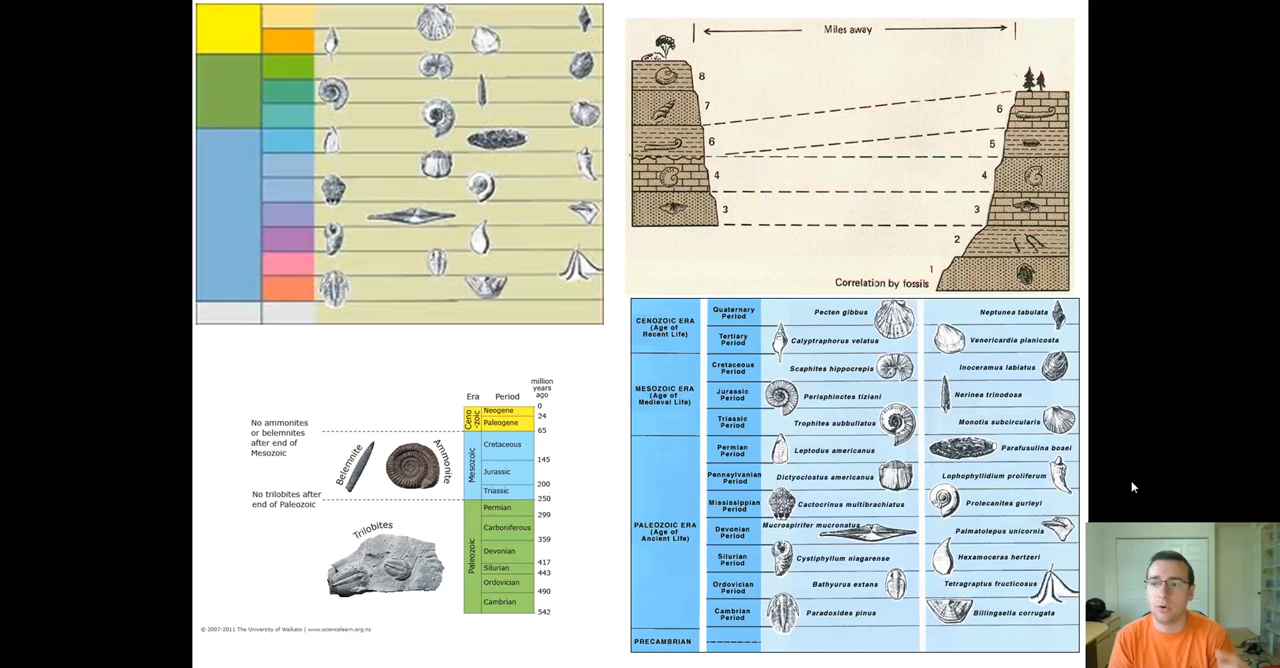 Miles away
8
7
6
4
3
6
5
4
3
2
1
Correlation by fossils
million
years
ago
Era
Period
0
Neogene
24
Ceno
-zoic
Paleogene
65
No ammonites
or belemnites
after end of
Mesozoic
Belemnite
Ammonite
Mesozoic
Cretaceous
145
Jurassic
200
Triassic
250
No trilobites after
end of Paleozoic
Permian
299
Trilobites
Carboniferous
359
Paleozoic
Devonian
417
Silurian
443
Ordovician
490
Cambrian
542
© 2007-2011 The University of Waikato | www.sciencelearn.org.nz
CENOZOIC ERA
(Age of
Recent Life)
Quaternary
Period
Pecten gibbus
Neptunea tabulata
Tertiary
Period
Calyptraphorus velatus
Venericardia planicosta
MESOZOIC ERA
(Age of
Medieval Life)
Cretaceous
Period
Scaphites hippocrepis
Inoceramus labiatus
Jurassic
Period
Perisphinctes tiziani
Nerinea trinodosa
Triassic
Period
Trophites subbullatus
Monotis subcircularis
PALEOZOIC ERA
(Age of
Ancient Life)
Permian
Period
Leptodus americanus
Parafusulina bosei
Pennsylvanian
Period
Dictyoclostus americanus
Lophophyllidium proliferum
Mississippian
Period
Cactocrinus multibrachiatus
Prolecanites gurleyi
Devonian
Period
Mucrospirifer mucronatus
Palmatolepus unicornis
Silurian
Period
Cystiphyllum niagarense
Hexamoceras hertzeri
Ordovician
Period
Bathyurus extans
Tetragraptus fructicosus
Cambrian
Period
Paradoxides pinus
Billingsella corrugata
PRECAMBRIAN